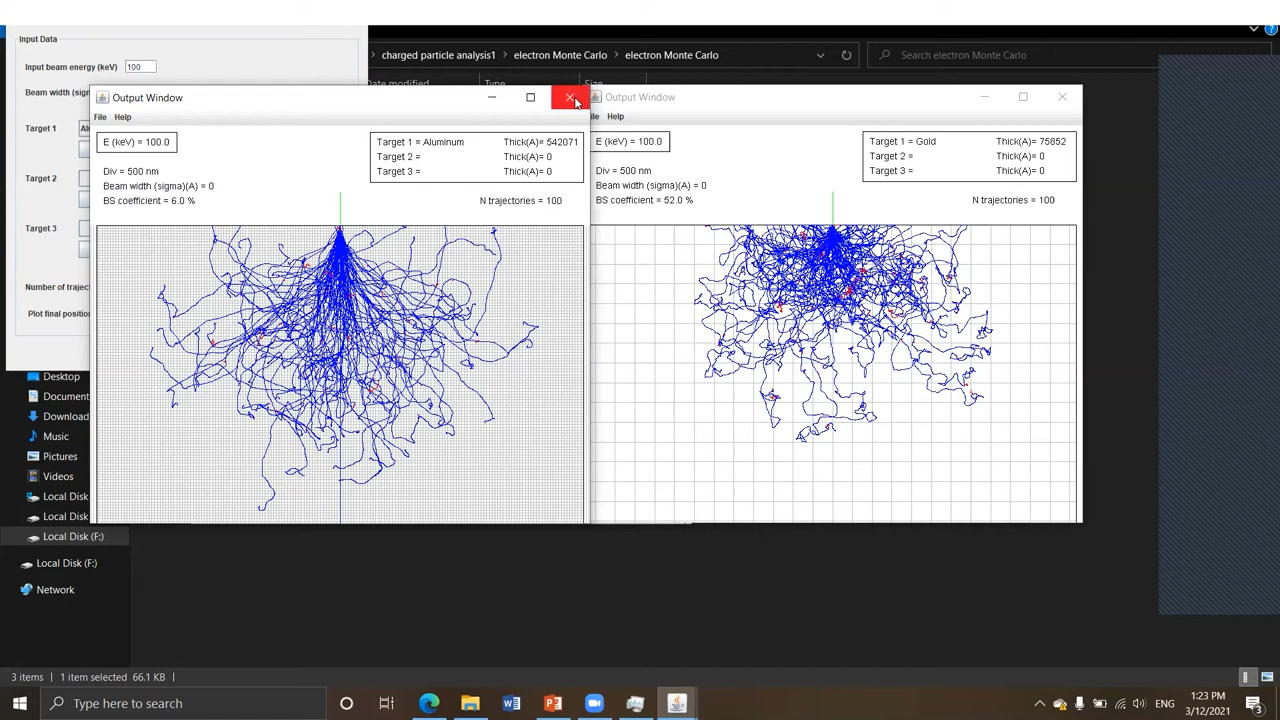 Input Data
charged particle analysis1 > electron Monte Carlo > electron Monte Carlo
Search electron Monte Carlo
Input beam energy (keV) 100
Date modified Type Size
Beam width (sigm
Output Window
File Help
E (keV) = 100.0
Target 1 = Aluminum Thick(A)= 542071
Target 2 = Thick(A)= 0
Target 3 = Thick(A)= 0
Div = 500 nm
Beam width (sigma)(A) = 0
BS coefficient = 6.0 %
N trajectories = 100
Output Window
ile Help
E (keV) = 100.0
Target 1 = Gold Thick(A)= 75852
Target 2 = Thick(A)= 0
Target 3 = Thick(A)= 0
Div = 500 nm
Beam width (sigma)(A) = 0
BS coefficient = 52.0 %
N trajectories = 100
Target 1
Target 2
Target 3
Number of traject
Plot final position
Desktop
Document
Download
Music
Pictures
Videos
Local Disk
Local Disk
Local Disk (F:)
Local Disk (F:)
Network
3 items 1 item selected 66.1 KB
Type here to search
ENG
1:23 PM
3/12/2021
3